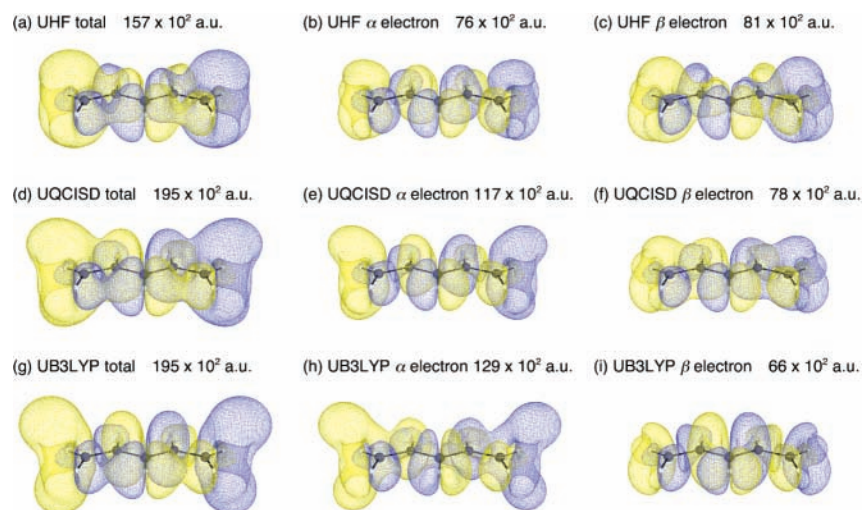 (a) UHF total 157 x 10² a.u.
(b) UHF α electron 76 x 10² a.u.
(c) UHF β electron 81 x 10² a.u.
(d) UQCISD total 195 x 10² a.u.
(e) UQCISD α electron 117 x 10² a.u.
(f) UQCISD β electron 78 x 10² a.u.
(g) UB3LYP total 195 x 10² a.u.
(h) UB3LYP α electron 129 x 10² a.u.
(i) UB3LYP β electron 66 x 10² a.u.